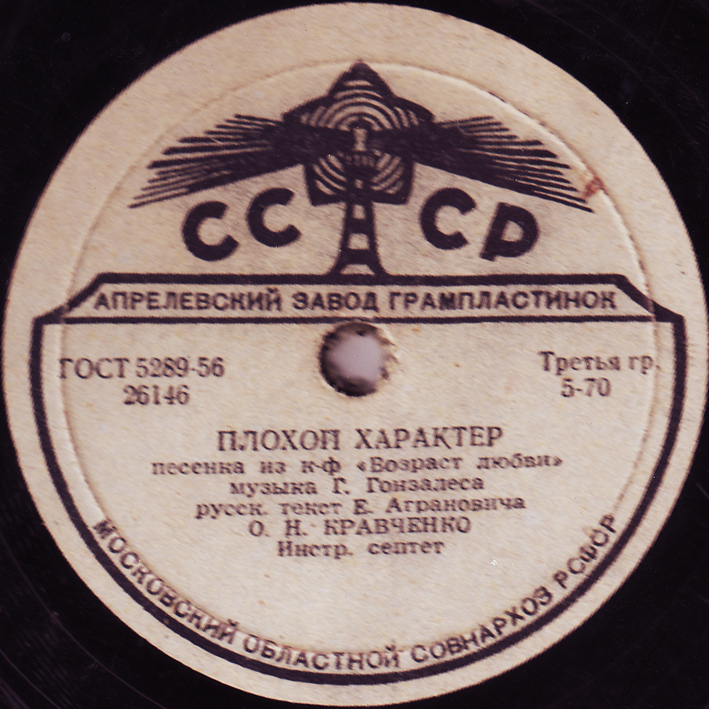 СССР
АПРЕЛЕВСКИЙ ЗАВОД ГРАМПЛАСТИНОК
ГОСТ 5289-56
26146
Третья гр.
5-70
ПЛОХОЙ ХАРАКТЕР
песенка из к-ф «Возраст любви»
музыка Г. Гонзалеса
русск. текст Е. Аграновича
О. Н. КРАВЧЕНКО
Инстр. септет
МОСКОВСКИЙ ОБЛАСТНОЙ СОВНАРХОЗ РСФСР